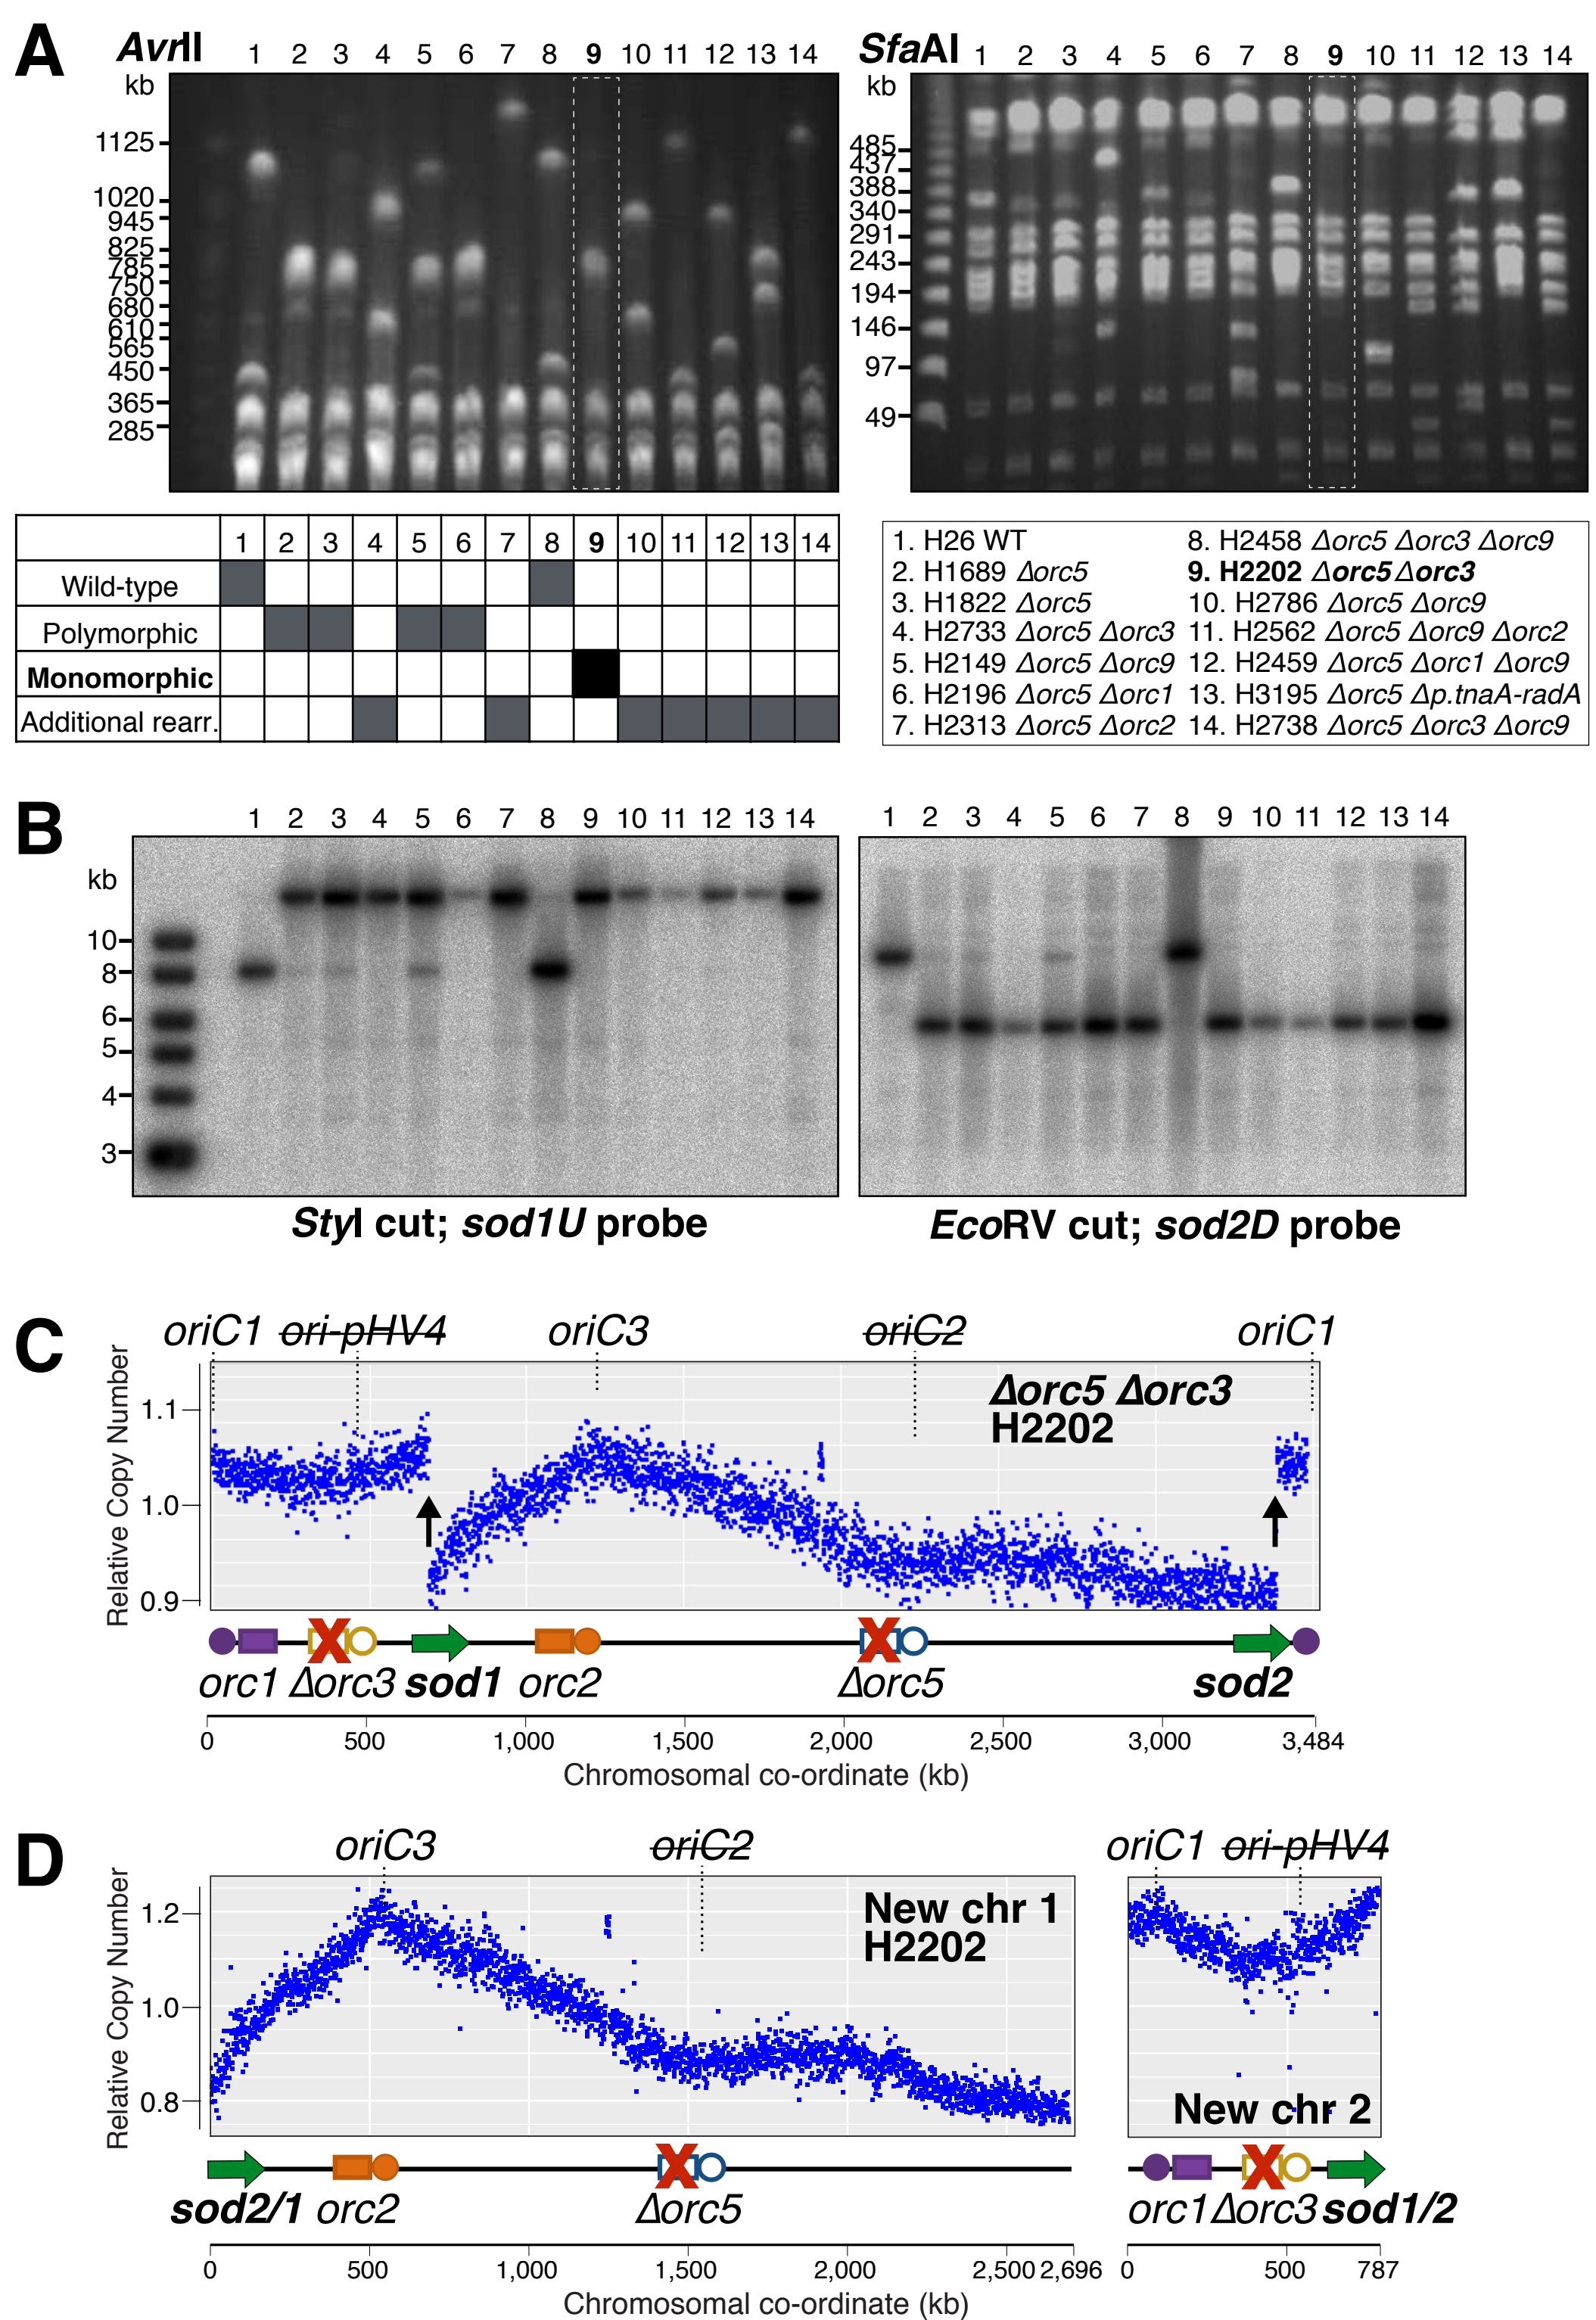 A
AvrII 1 2 3 4 5 6 7 8 9 10 11 12 13 14
kb
1125
1020
945
825
785
750
680
610
565
450
365
285
SfaAI 1 2 3 4 5 6 7 8 9 10 11 12 13 14
kb
485
437
388
340
291
243
194
146
97
49
1 2 3 4 5 6 7 8 9 10 11 12 13 14
Wild-type
Polymorphic
Monomorphic
Additional rearr.
1. H26 WT
2. H1689 Δorc5
3. H1822 Δorc5
4. H2733 Δorc5 Δorc3
5. H2149 Δorc5 Δorc9
6. H2196 Δorc5 Δorc1
7. H2313 Δorc5 Δorc2
8. H2458 Δorc5 Δorc3 Δorc9
9. H2202 Δorc5 Δorc3
10. H2786 Δorc5 Δorc9
11. H2562 Δorc5 Δorc9 Δorc2
12. H2459 Δorc5 Δorc1 Δorc9
13. H3195 Δorc5 Δp.tnaA-radA
14. H2738 Δorc5 Δorc3 Δorc9
B
1 2 3 4 5 6 7 8 9 10 11 12 13 14
kb
10
8
6
5
4
3
StyI cut; sod1U probe
1 2 3 4 5 6 7 8 9 10 11 12 13 14
EcoRV cut; sod2D probe
C
oriC1 ori-pHV4 oriC3 oriC2 oriC1
Relative Copy Number
1.1
1.0
0.9
Δorc5 Δorc3
H2202
orc1 Δorc3 sod1 orc2 Δorc5 sod2
0 500 1,000 1,500 2,000 2,500 3,000 3,484
Chromosomal co-ordinate (kb)
D
oriC3 oriC2 oriC1 ori-pHV4
Relative Copy Number
1.2
1.0
0.8
New chr 1
H2202
New chr 2
sod2/1 orc2 Δorc5 orc1 Δorc3 sod1/2
0 500 1,000 1,500 2,000 2,500 2,696 0 500 787
Chromosomal co-ordinate (kb)